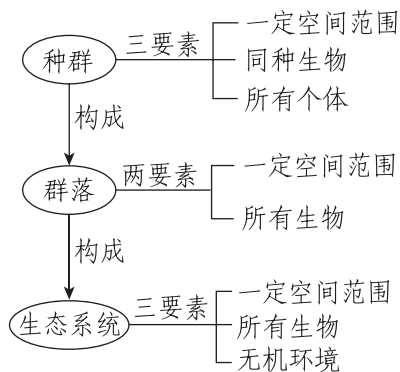 种群
三要素
一定空间范围
同种生物
所有个体
构成
群落
两要素
一定空间范围
所有生物
构成
生态系统
三要素
一定空间范围
所有生物
无机环境